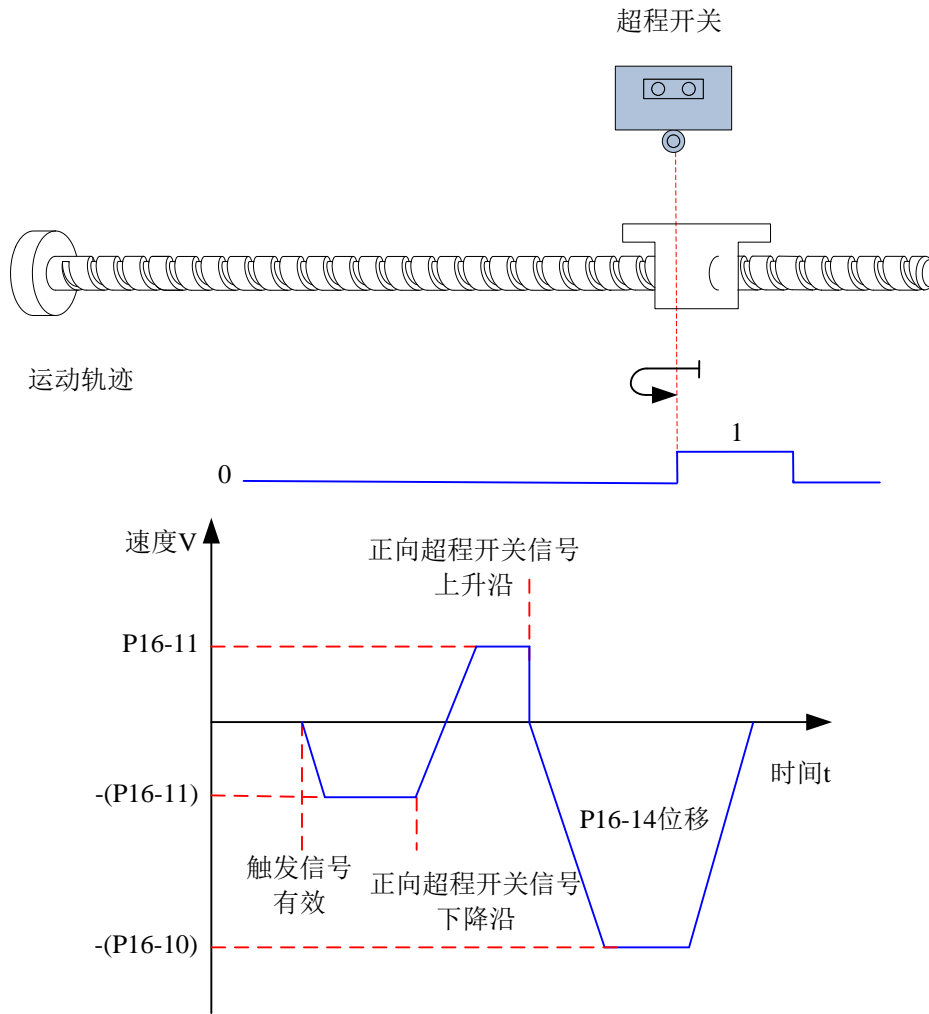 超程开关
运动轨迹
1
0
速度V
正向超程开关信号
上升沿
P16-11
时间t
-(P16-11)
P16-14位移
触发信号
有效
正向超程开关信号
下降沿
-(P16-10)